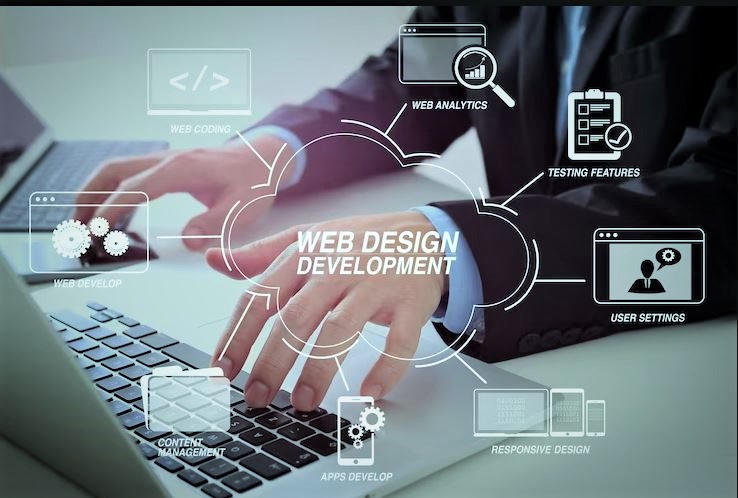 WEB ANALYTICS
</>
WEB CODING
TESTING FEATURES
WEB DESIGN
DEVELOPMENT
WEB DEVELOP
USER SETTINGS
CONTENT
MANAGEMENT
APPS DEVELOP
RESPONSIVE DESIGN